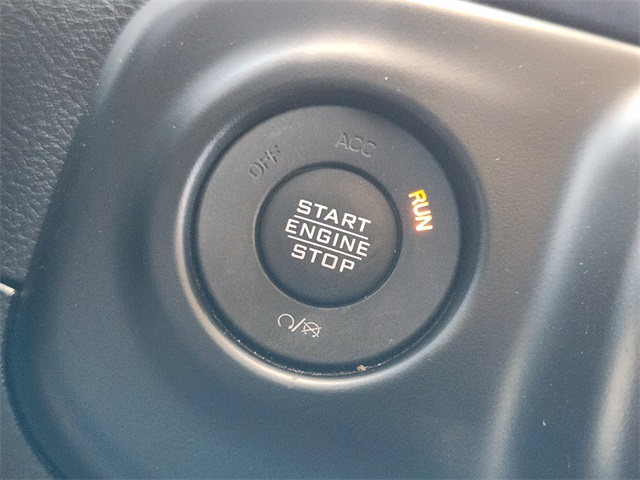 OFF
ACC
RUN
START
ENGINE
STOP